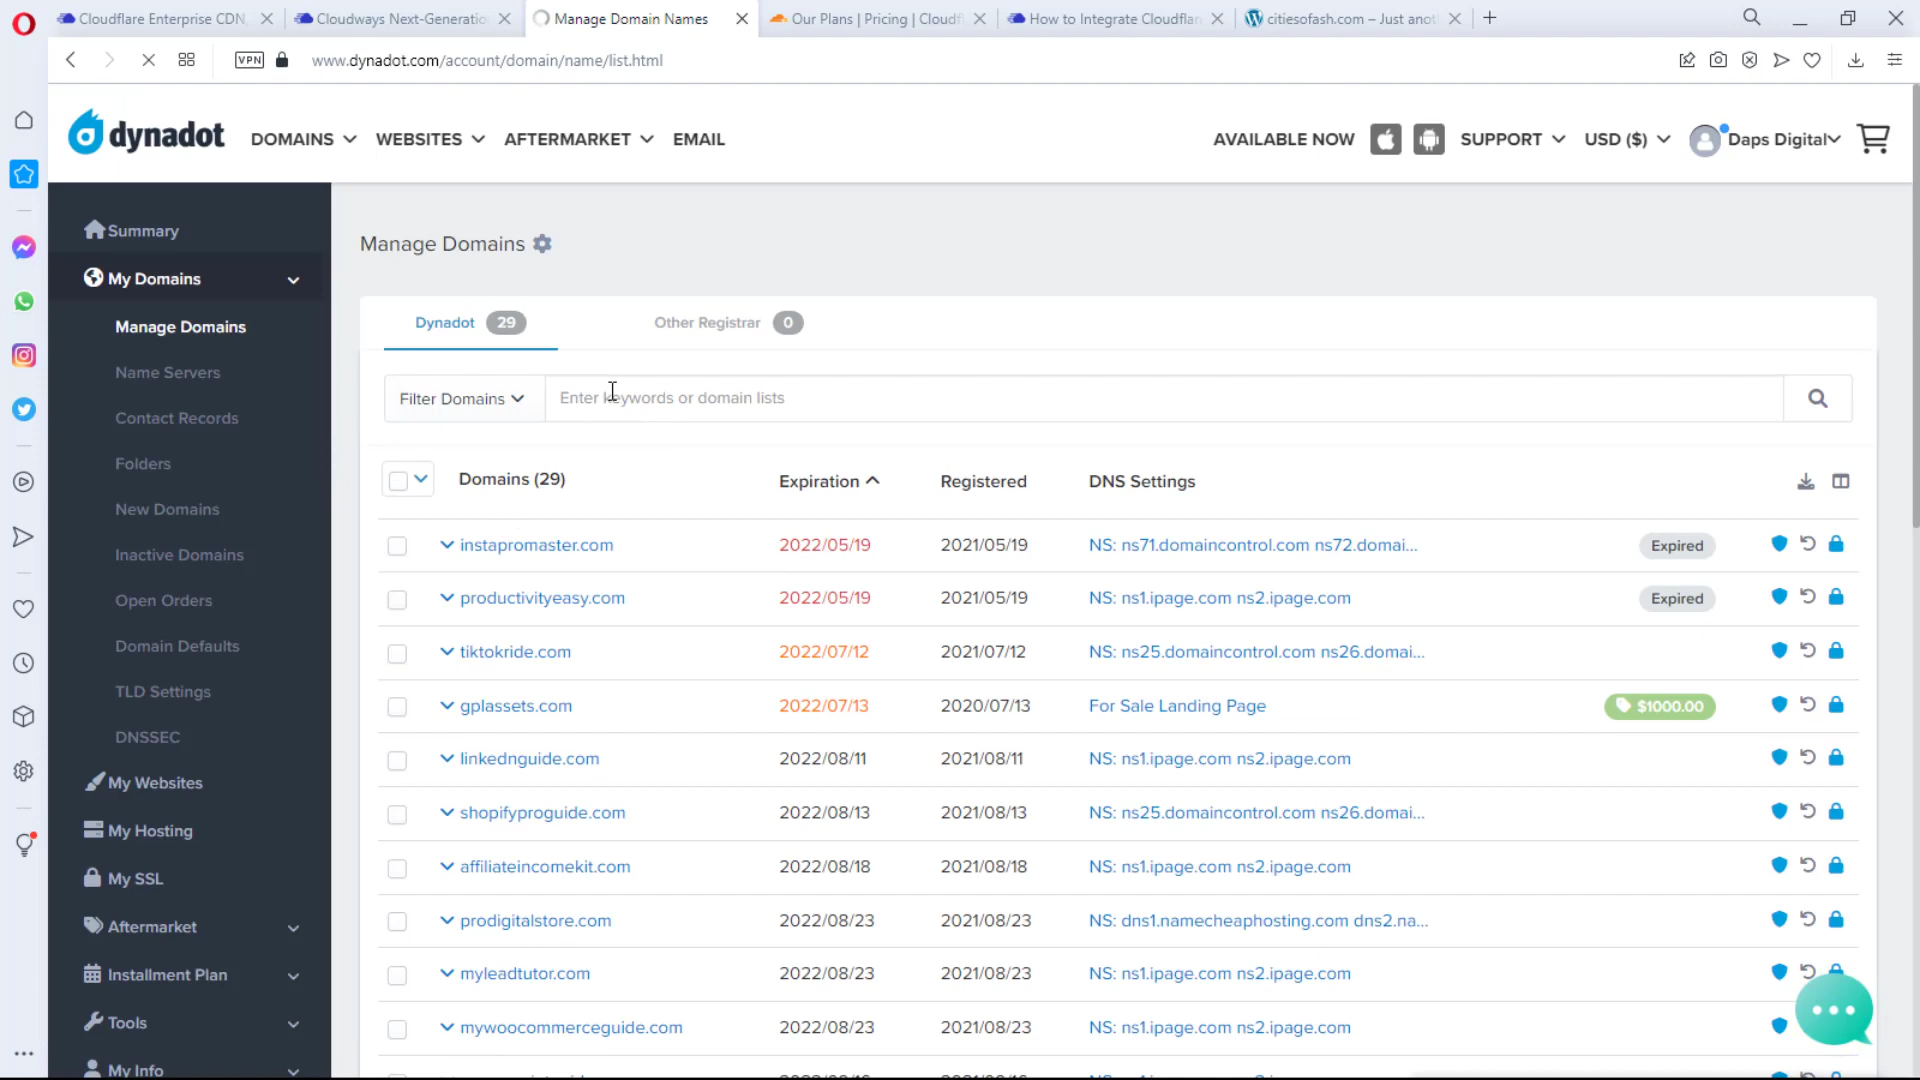 Cloudflare Enterprise CDN,
Cloudways Next-Generatio
Manage Domain Names
Our Plans | Pricing | Cloudf
How to Integrate Cloudflar
citiesofash.com – Just anot
VPN
www.dynadot.com/account/domain/name/list.html
dynadot
DOMAINS
WEBSITES
AFTERMARKET
EMAIL
AVAILABLE NOW
SUPPORT
USD ($)
Daps Digital
Summary
My Domains
Manage Domains
Name Servers
Contact Records
Folders
New Domains
Inactive Domains
Open Orders
Domain Defaults
TLD Settings
DNSSEC
My Websites
My Hosting
My SSL
Aftermarket
Installment Plan
Tools
My Info
Manage Domains
Dynadot 29
Other Registrar 0
Filter Domains
Enter keywords or domain lists
Domains (29) Expiration Registered DNS Settings
instapromaster.com 2022/05/19 2021/05/19 NS: ns71.domaincontrol.com ns72.domai... Expired
productivityeasy.com 2022/05/19 2021/05/19 NS: ns1.ipage.com ns2.ipage.com Expired
tiktokride.com 2022/07/12 2021/07/12 NS: ns25.domaincontrol.com ns26.domai...
gplassets.com 2022/07/13 2020/07/13 For Sale Landing Page $1000.00
linkednguide.com 2022/08/11 2021/08/11 NS: ns1.ipage.com ns2.ipage.com
shopifyproguide.com 2022/08/13 2021/08/13 NS: ns25.domaincontrol.com ns26.domai...
affiliateincomekit.com 2022/08/18 2021/08/18 NS: ns1.ipage.com ns2.ipage.com
prodigitalstore.com 2022/08/23 2021/08/23 NS: dns1.namecheaphosting.com dns2.na...
myleadtutor.com 2022/08/23 2021/08/23 NS: ns1.ipage.com ns2.ipage.com
mywoocommerceguide.com 2022/08/23 2021/08/23 NS: ns1.ipage.com ns2.ipage.com